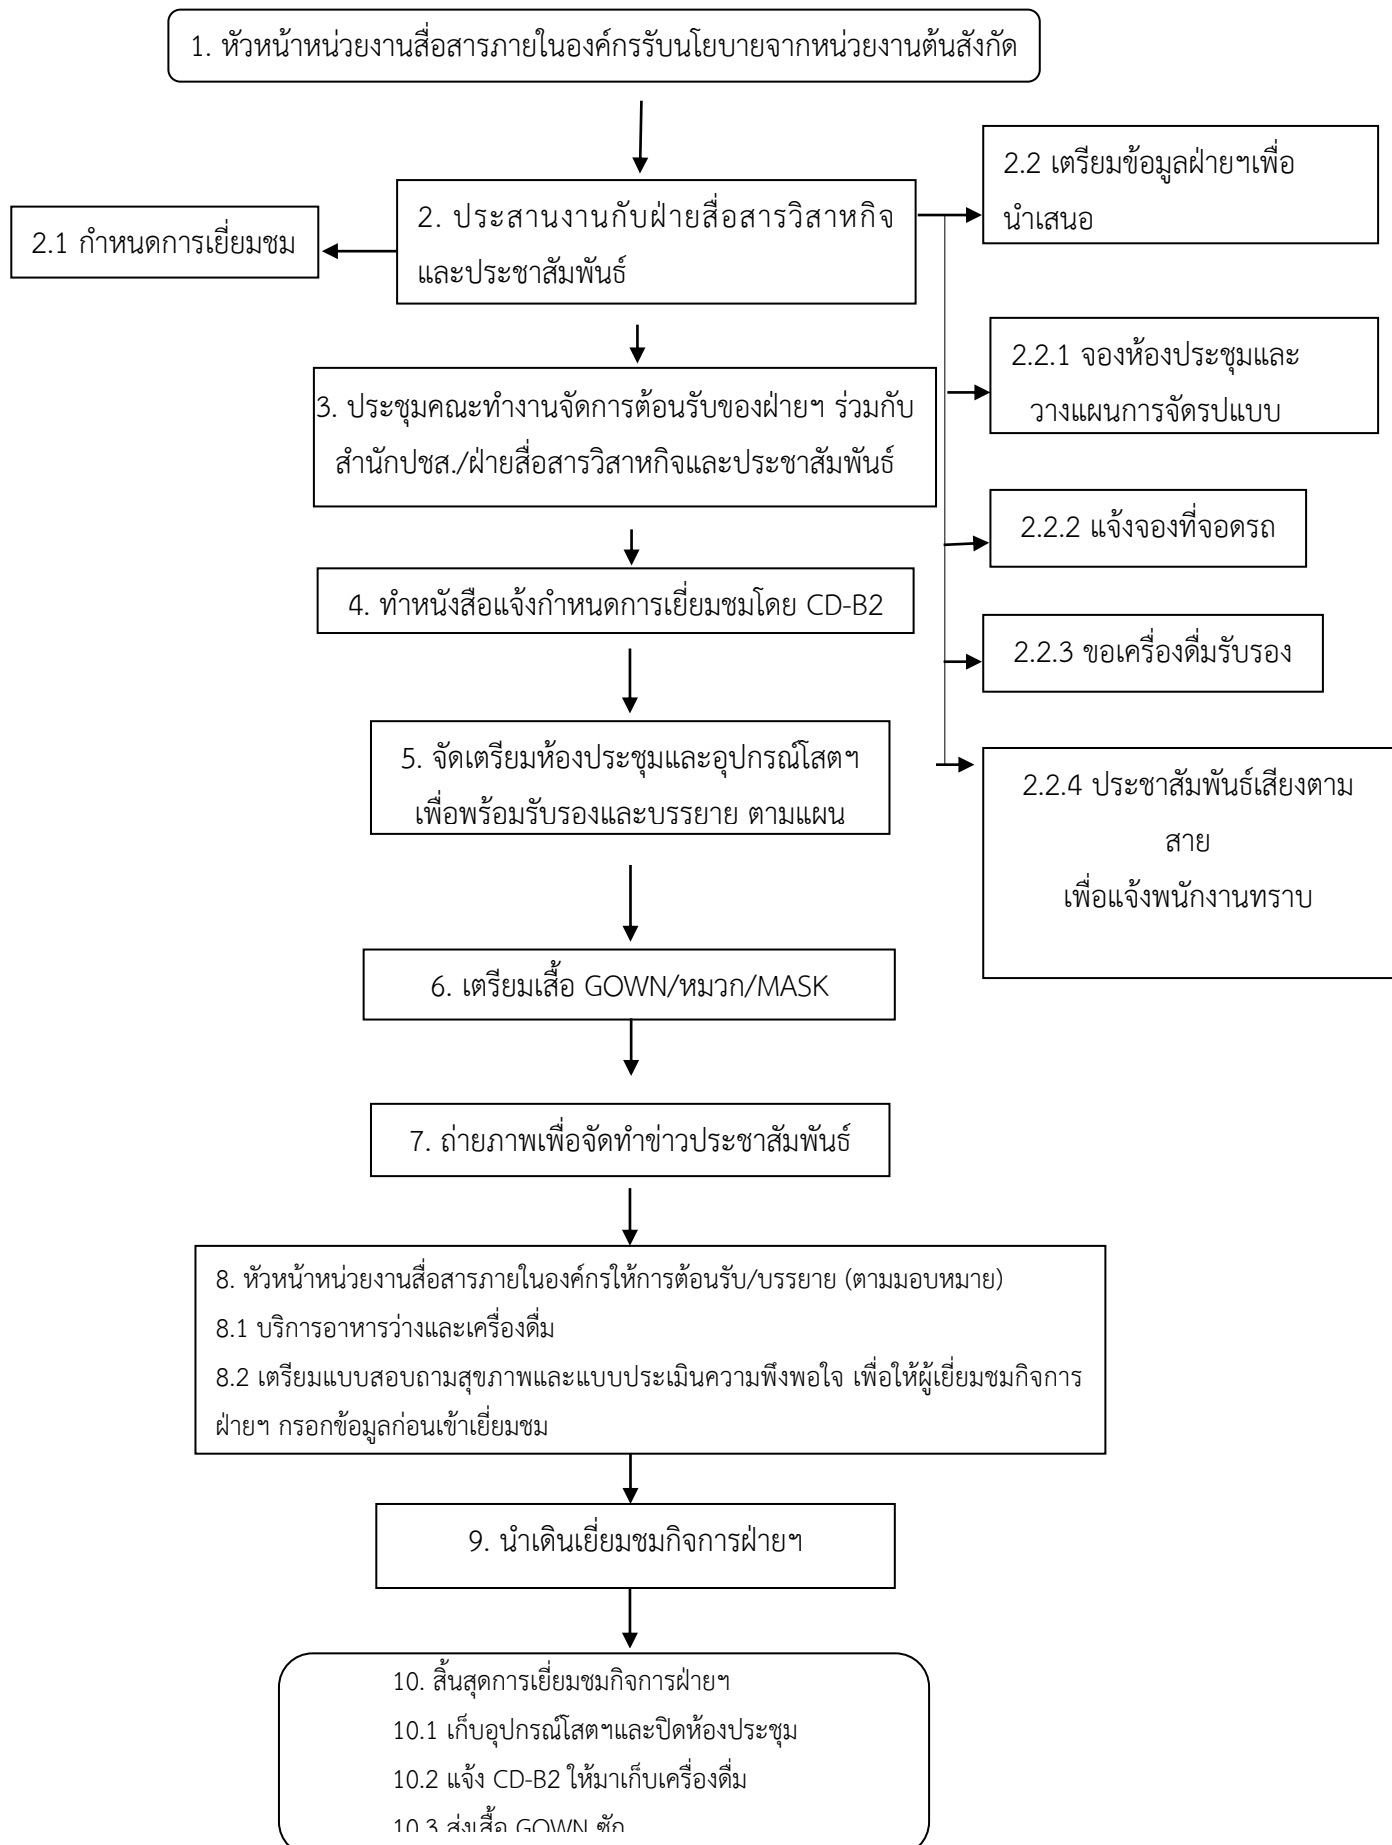 1. หัวหน้าหน่วยงานสื่อสารภายในองค์กรรับนโยบายจากหน่วยงานต้นสังกัด
2. ประสานงานกับฝ่ายสื่อสารวิสาหกิจ
และประชาสัมพันธ์
2.1 กำหนดการเยี่ยมชม
2.2 เตรียมข้อมูลฝ่ายฯเพื่อ
นำเสนอ
2.2.1 จองห้องประชุมและ
วางแผนการจัดรปแบบ
2.2.2 แจ้งจองที่จอดรถ
2.2.3 ขอเครื่องดื่มรับรอง
2.2.4 ประชาสัมพันธ์เสียงตาม
สาย
เพื่อแจ้งพนักงานทราบ
3. ประชุมคณะทำงานจัดการต้อนรับของฝ่ายฯ ร่วมกับ
สำนักปชส./ฝ่ายสื่อสารวิสาหกิจและประชาสัมพันธ์
4. ทำหนังสือแจ้งกำหนดการเยี่ยมชมโดย CD-B2
5. จัดเตรียมห้องประชุมและอุปกรณ์โสตฯ
เพื่อพร้อมรับรองและบรรยาย ตามแผน
6. เตรียมเสื้อ GOWN/หมวก/MASK
7. ถ่ายภาพเพื่อจัดทำข่าวประชาสัมพันธ์
8. หัวหน้าหน่วยงานสื่อสารภายในองค์กรให้การต้อนรับ/บรรยาย (ตามมอบหมาย)
8.1 บริการอาหารว่างและเครื่องดื่ม
8.2 เตรียมแบบสอบถามสุขภาพและแบบประเมินความพึงพอใจ เพื่อให้ผู้เยี่ยมชมกิจการ
ฝ่ายฯ กรอกข้อมูลก่อนเข้าเยี่ยมชม
9. นำเดินเยี่ยมชมกิจการฝ่ายฯ
10. สิ้นสุดการเยี่ยมชมกิจการฝ่ายฯ
10.1 เก็บอุปกรณ์โสตฯและปิดห้องประชุม
10.2 แจ้ง CD-B2 ให้มาเก็บเครื่องดื่ม
10.3 ส่งเสื้อ GOWN ซัก